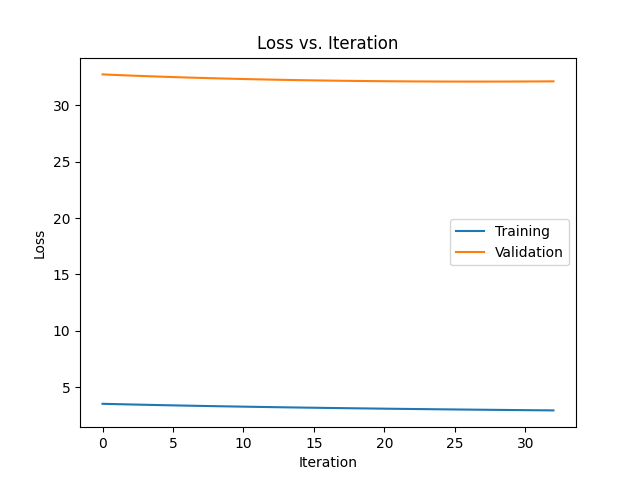 Loss vs. Iteration
Loss
30
25
20
15
10
5
Training
Validation
0 5 10 15 20 25 30
Iteration